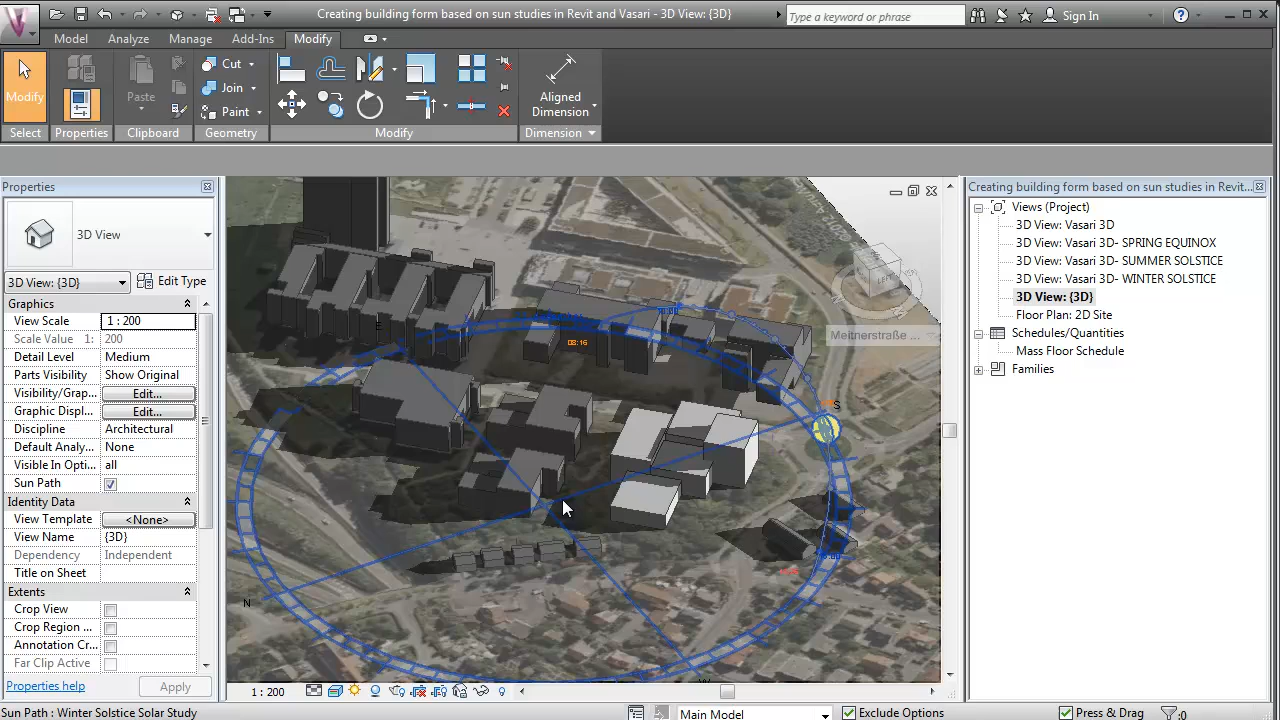 Creating building form based on sun studies in Revit and Vasari - 3D View: {3D}
Type a keyword or phrase
Sign In
Model
Analyze
Manage
Add-Ins
Modify
Modify
Paste
Cut
Join
Paint
Aligned
Dimension
Select
Properties
Clipboard
Geometry
Modify
Dimension
Properties
3D View
3D View: {3D}
Edit Type
Graphics
View Scale
1 : 200
Scale Value 1:
200
Detail Level
Medium
Parts Visibility
Show Original
Visibility/Grap...
Edit...
Graphic Displ...
Edit...
Discipline
Architectural
Default Analy...
None
Visible In Opti...
all
Sun Path
Identity Data
View Template
<None>
View Name
{3D}
Dependency
Independent
Title on Sheet
Extents
Crop View
Crop Region ...
Annotation Cr...
Far Clip Active
Properties help
Apply
E
08:16
Meitnerstraße ...
S
N
1 : 200
Creating building form based on sun studies in Revit...
Views (Project)
3D View: Vasari 3D
3D View: Vasari 3D- SPRING EQUINOX
3D View: Vasari 3D- SUMMER SOLSTICE
3D View: Vasari 3D- WINTER SOLSTICE
3D View: {3D}
Floor Plan: 2D Site
Schedules/Quantities
Mass Floor Schedule
Families
Sun Path : Winter Solstice Solar Study
Main Model
Exclude Options
Press & Drag
:0